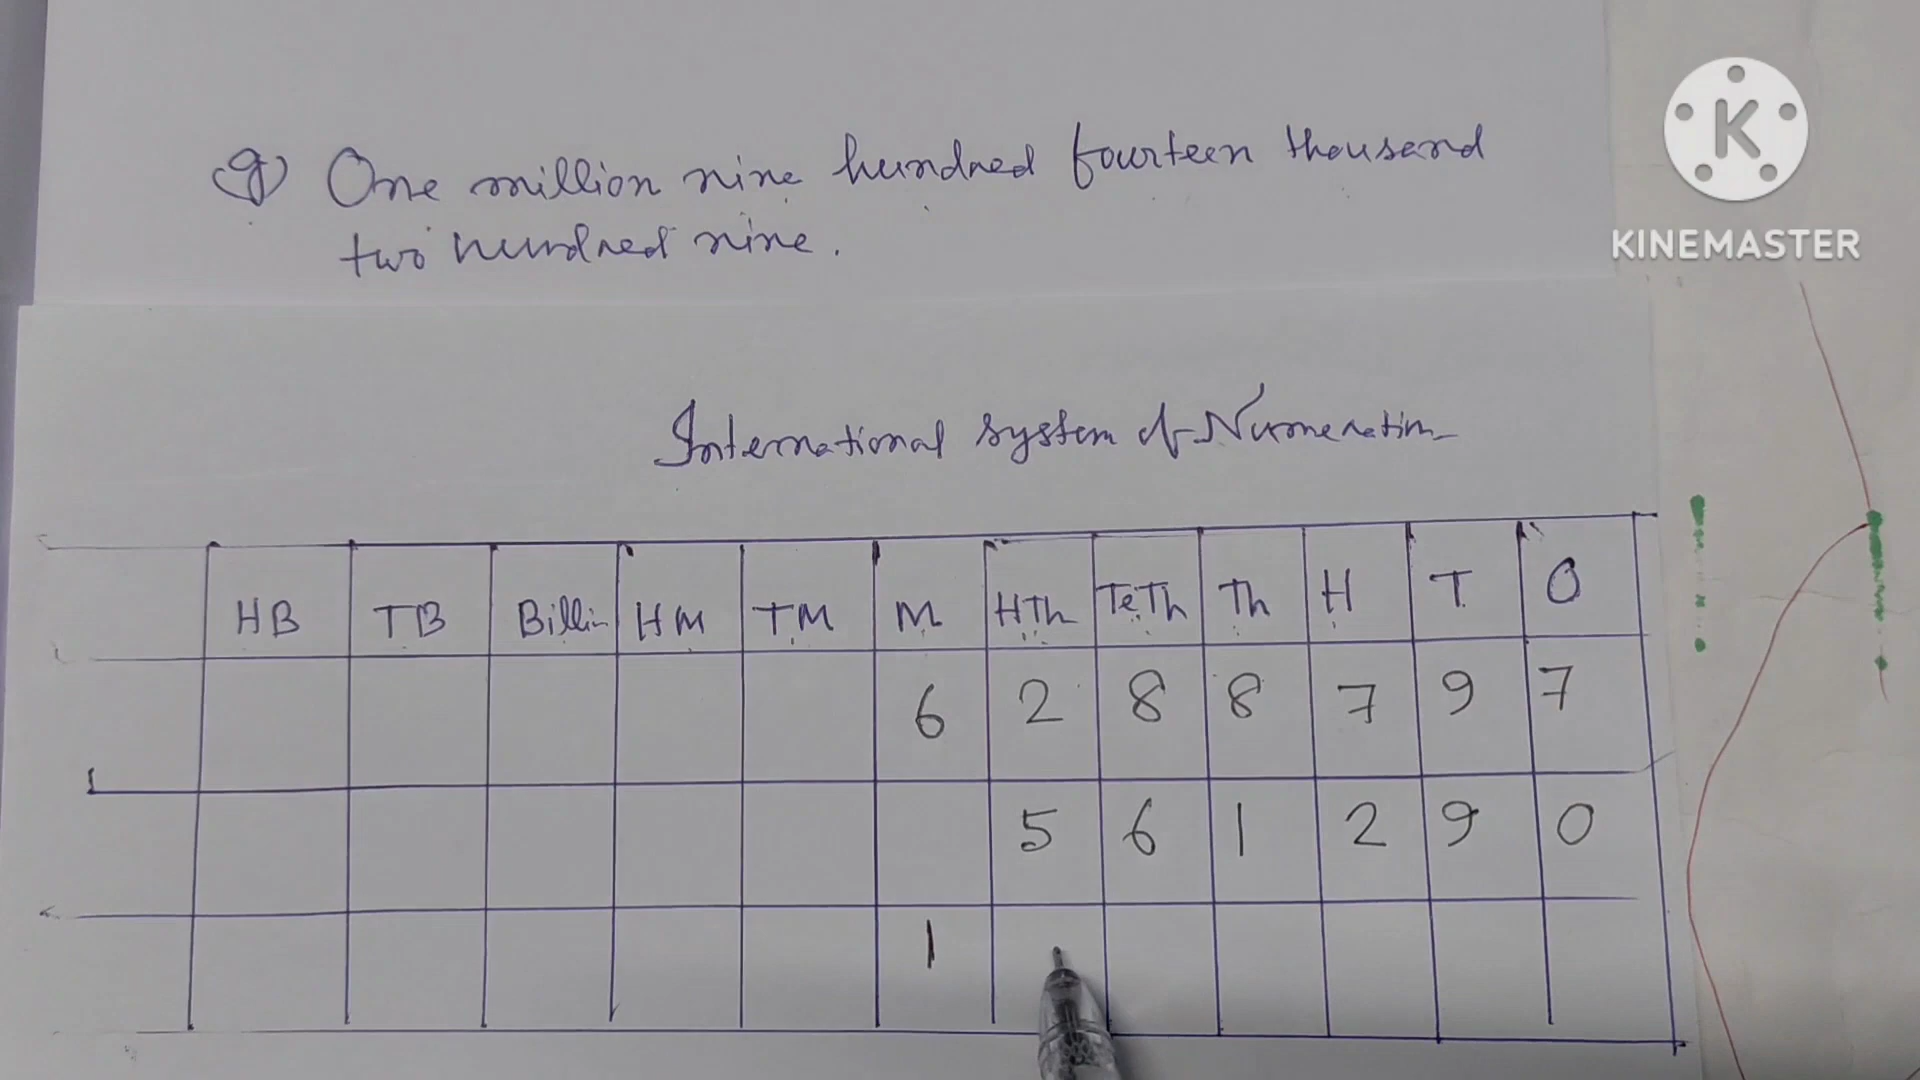 g) One million nine hundred fourteen thousand
two hundred nine.
K
KINEMASTER
International system of Numeration
HB TB Billin HM TM M HTh TeTh Th H T O
6 2 8 8 7 9 7
5 6 1 2 9 0
1